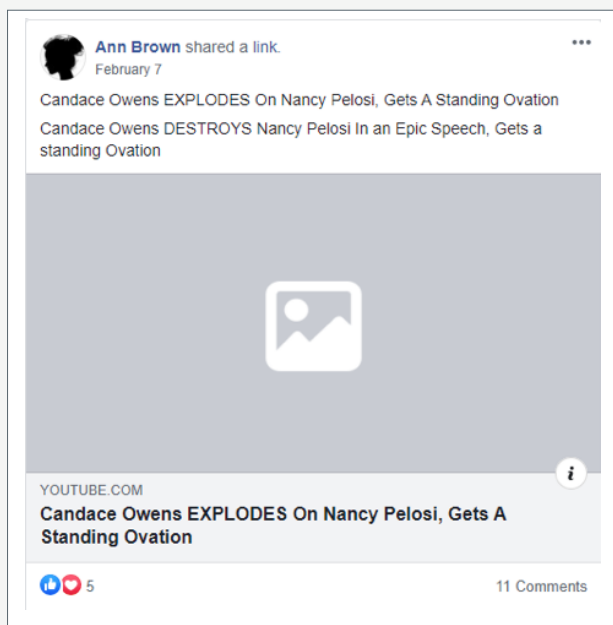 Ann Brown shared a link.
February 7
Candace Owens EXPLODES On Nancy Pelosi, Gets A Standing Ovation
Candace Owens DESTROYS Nancy Pelosi In an Epic Speech, Gets a
standing Ovation
i
YOUTUBE.COM
Candace Owens EXPLODES On Nancy Pelosi, Gets A
Standing Ovation
5 11 Comments